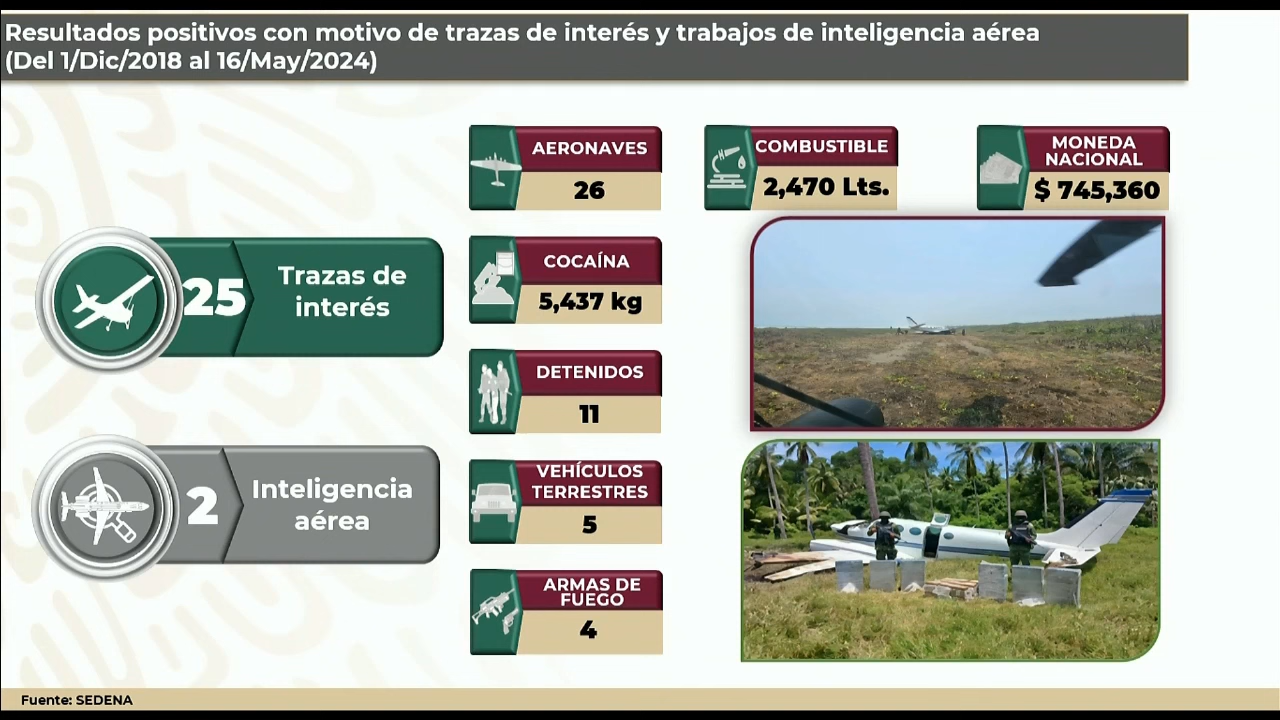 Resultados positivos con motivo de trazas de interés y trabajos de inteligencia aérea
(Del 1/Dic/2018 al 16/May/2024)
25
Trazas de
interés
2
Inteligencia
aérea
AERONAVES
26
COCAÍNA
5,437 kg
DETENIDOS
11
VEHÍCULOS
TERRESTRES
5
ARMAS DE
FUEGO
4
COMBUSTIBLE
2,470 Lts.
MONEDA
NACIONAL
$ 745,360
Fuente: SEDENA